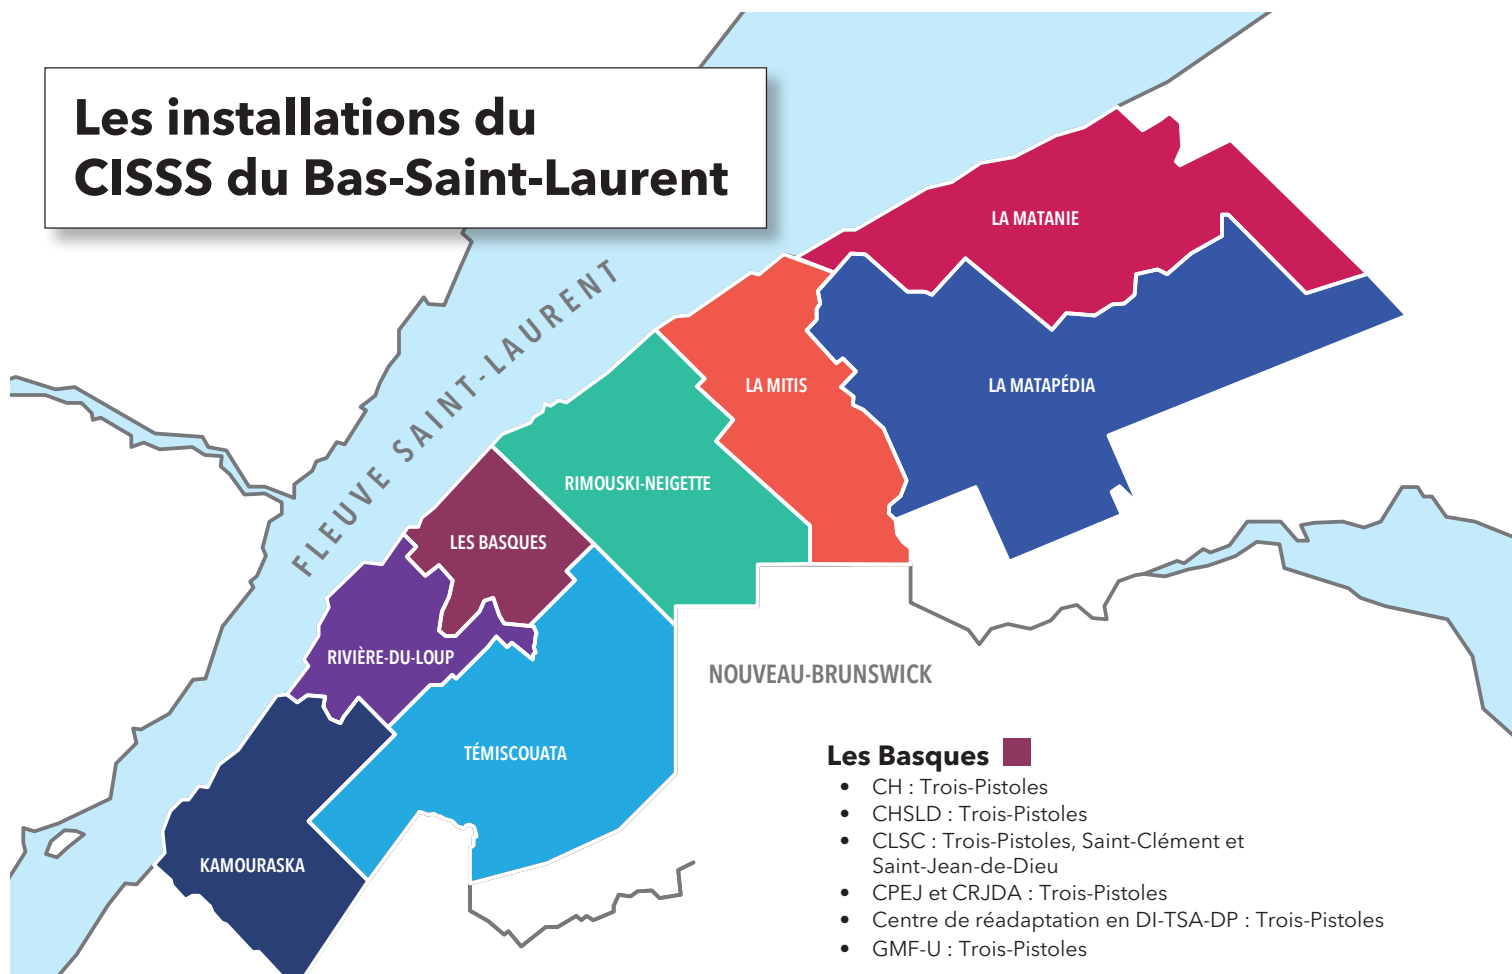 Les installations du
CISSS du Bas-Saint-Laurent
FLEUVE SAINT-LAURENT
LA MATANIE
LA MITIS
LA MATAPÉDIA
RIMOUSKI-NEIGETTE
LES BASQUES
RIVIÈRE-DU-LOUP
NOUVEAU-BRUNSWICK
TÉMISCOUATA
KAMOURASKA
Les Basques
• CH : Trois-Pistoles
• CHSLD : Trois-Pistoles
• CLSC : Trois-Pistoles, Saint-Clément et
Saint-Jean-de-Dieu
• CPEJ et CRJDA : Trois-Pistoles
• Centre de réadaptation en DI-TSA-DP : Trois-Pistoles
• GMF-U : Trois-Pistoles